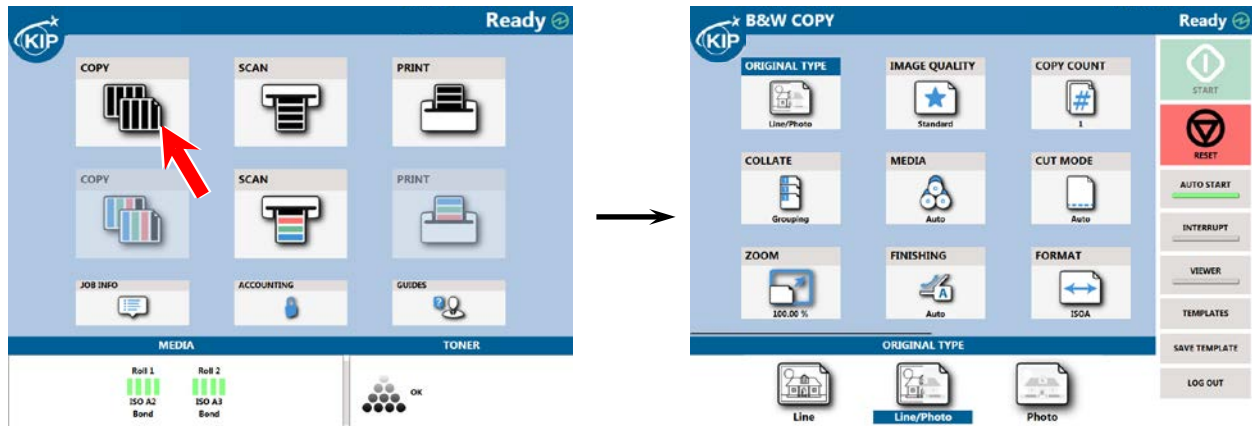 KIP
Ready
COPY SCAN PRINT
COPY SCAN PRINT
JOB INFO ACCOUNTING GUIDES
MEDIA TONER
Roll 1 Roll 2
ISO A2 ISO A3
Bond Bond
OK
KIP
B&W COPY Ready
ORIGINAL TYPE IMAGE QUALITY COPY COUNT
#
Line/Photo Standard 1
COLLATE MEDIA CUT MODE
Grouping Auto Auto
ZOOM FINISHING FORMAT
A
100.00 % Auto ISOA
ORIGINAL TYPE
Line Line/Photo Photo
START
RESET
AUTO START
INTERRUPT
VIEWER
TEMPLATES
SAVE TEMPLATE
LOG OUT